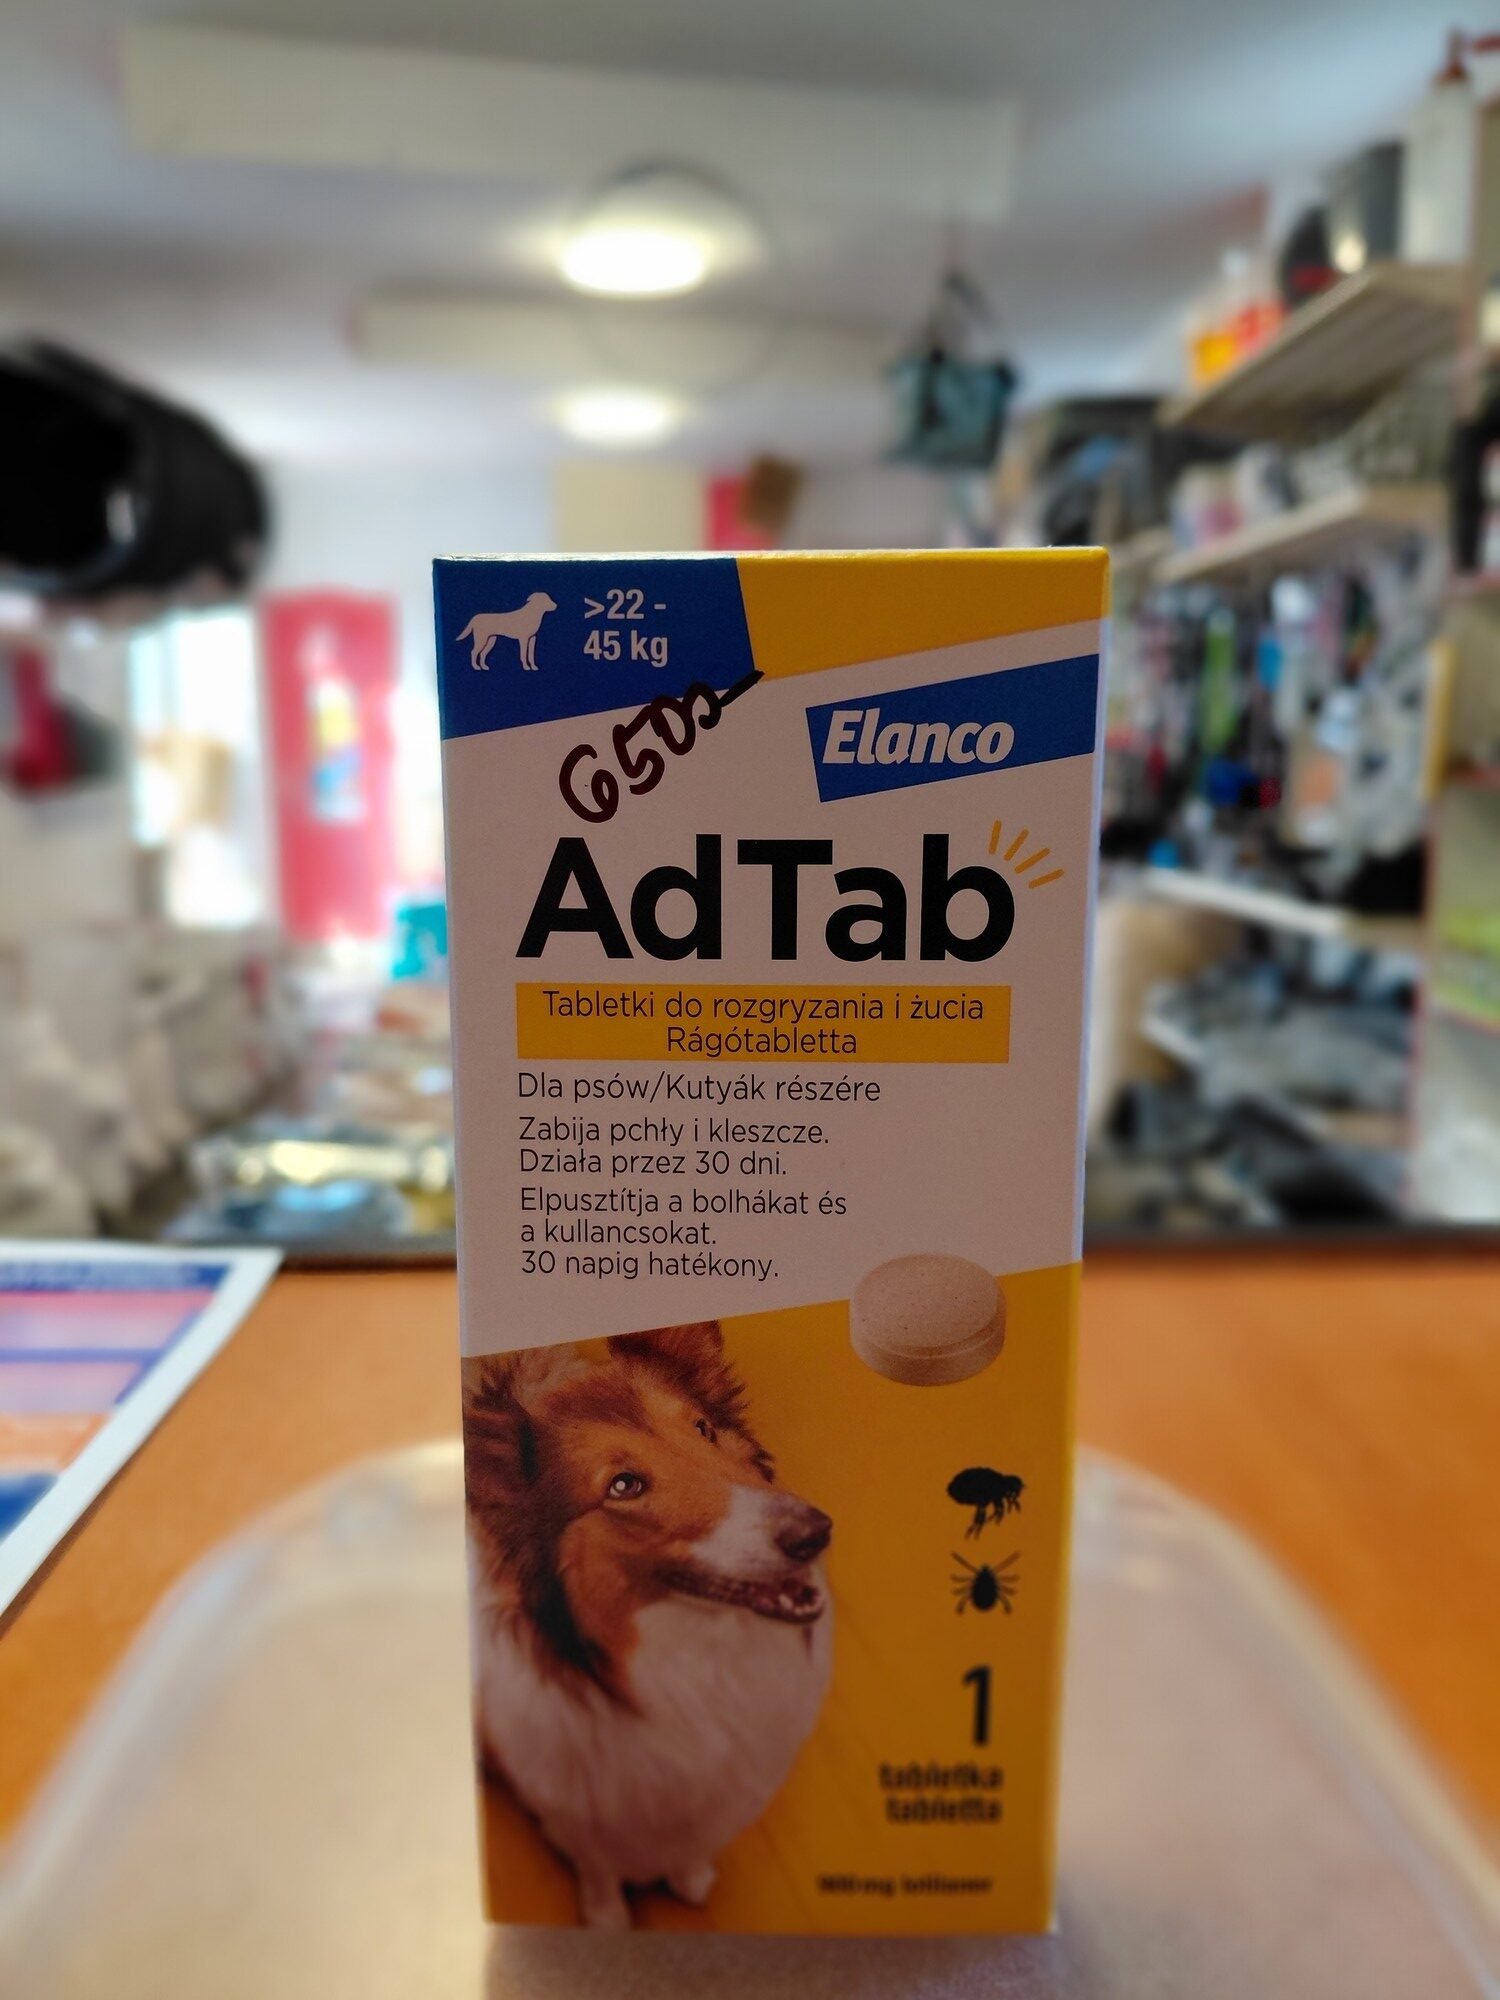 >22 -
45 kg
6500
Elanco
AdTab
Tabletki do rozgryzania i żucia
Rágótabletta
Dla psów/Kutyák részére
Zabija pchły i kleszcze.
Działa przez 30 dni.
Elpusztítja a bolhákat és
a kullancsokat.
30 napig hatékony.
1
tabletka
tabletta